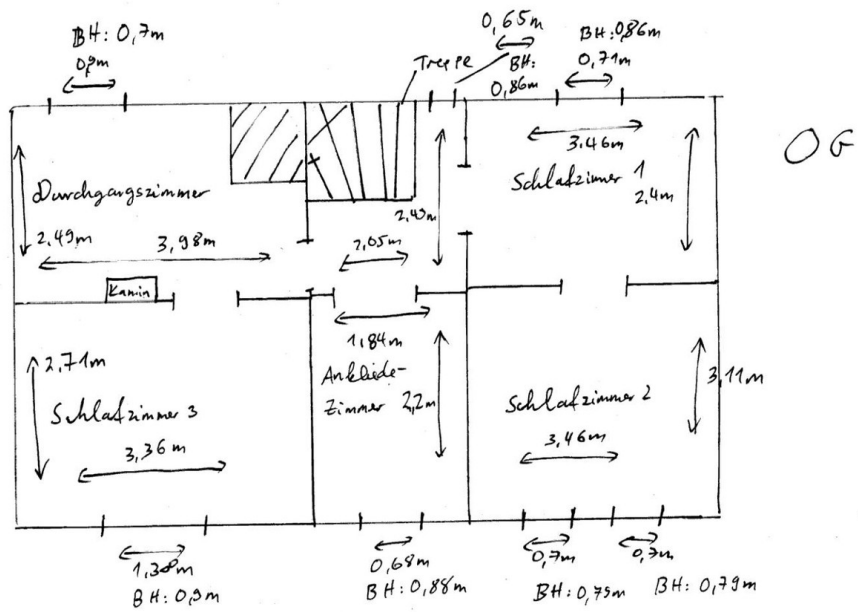 BH: 0,7m
0,9m
Treppe
0,65m
BH:
0,86m
BH: 0,86m
0,71m
OG
Durchgangszimmer
2,49m
3,98m
Kamin
2,43m
2,05m
3,46m
Schlafzimmer 1
2,4m
1,84m
Ankleide-
Zimmer 2,2m
2,71m
Schlafzimmer 3
3,36m
Schlafzimmer 2
3,46m
3,11m
1,38m
BH: 0,9m
0,68m
BH: 0,88m
0,7m
BH: 0,79m
0,7m
BH: 0,79m